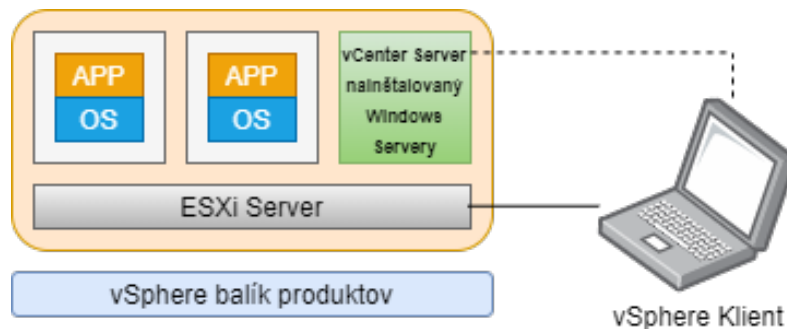 APP
OS
APP
OS
vCenter Server
nainštalovaný
Windows
Servery
ESXi Server
vSphere balík produktov
vSphere Klient